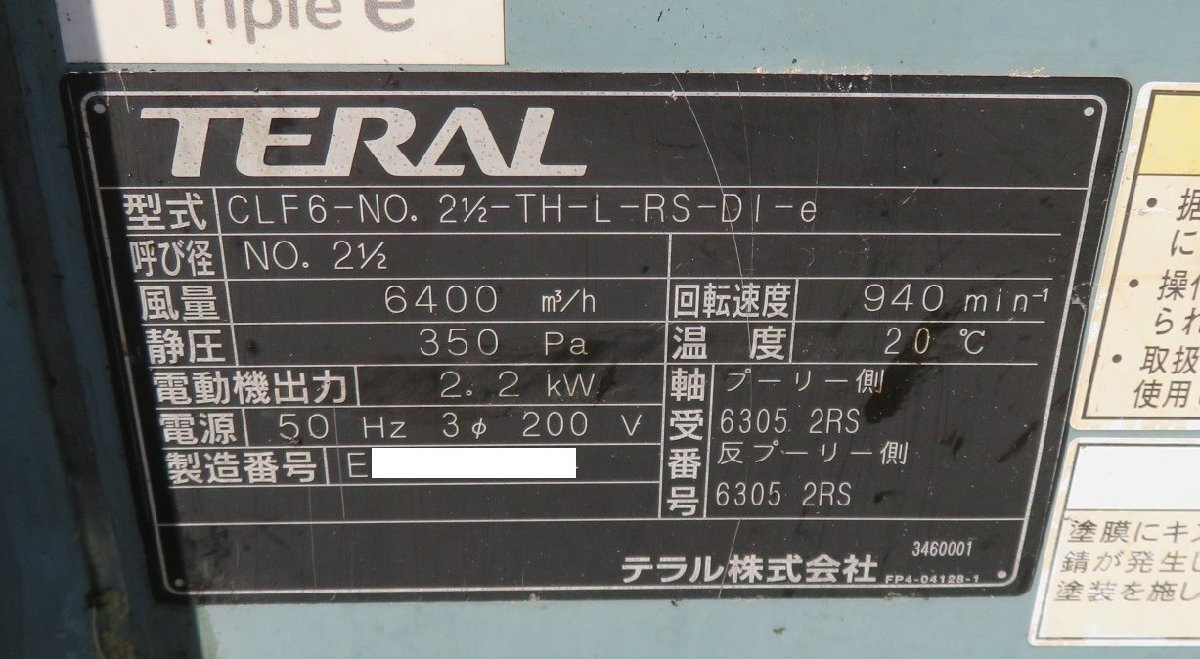 Triple e
TERAL
型式 CLF6-NO. 2½-TH-L-RS-DI-e
呼び径 NO. 2½
風量 6400 m³/h 回転速度 940 min⁻¹
静圧 350 Pa 温度 20 ℃
電動機出力 2.2 kW
電源 50 Hz 3φ 200 V
製造番号 E
軸受番号
プーリー側
6305 2RS
反プーリー側
6305 2RS
3460001
テラル株式会社 FP4-04128-1
・据
に
・操作
られ
・取扱
使用
塗膜にキズ
錆が発生し
塗装を施し